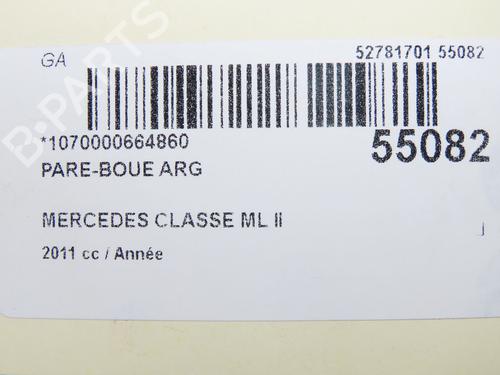 GA
52781701 55082
*1070000664860
55082
PARE-BOUE ARG
MERCEDES CLASSE ML II
2011 cc / Année
B-PARTS